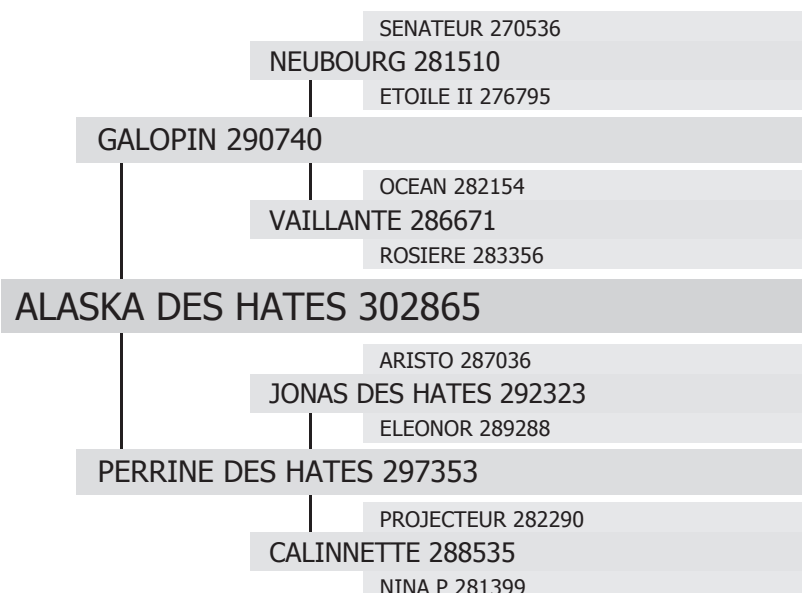 SENATEUR 270536
NEUBOURG 281510
ETOILE II 276795
GALOPIN 290740
OCEAN 282154
VAILLANTE 286671
ROSIERE 283356
ALASKA DES HATES 302865
ARISTO 287036
JONAS DES HATES 292323
ELEONOR 289288
PERRINE DES HATES 297353
PROJECTEUR 282290
CALINNETTE 288535
NINA P 281399